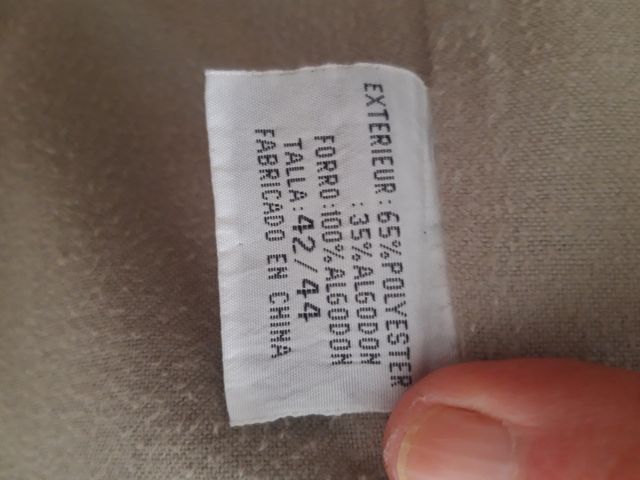 EXTERIEUR:65%POLYESTER
:35%ALGODON
FORRO:100%ALGODON
TALLA:42/44
FABRICADO EN CHINA